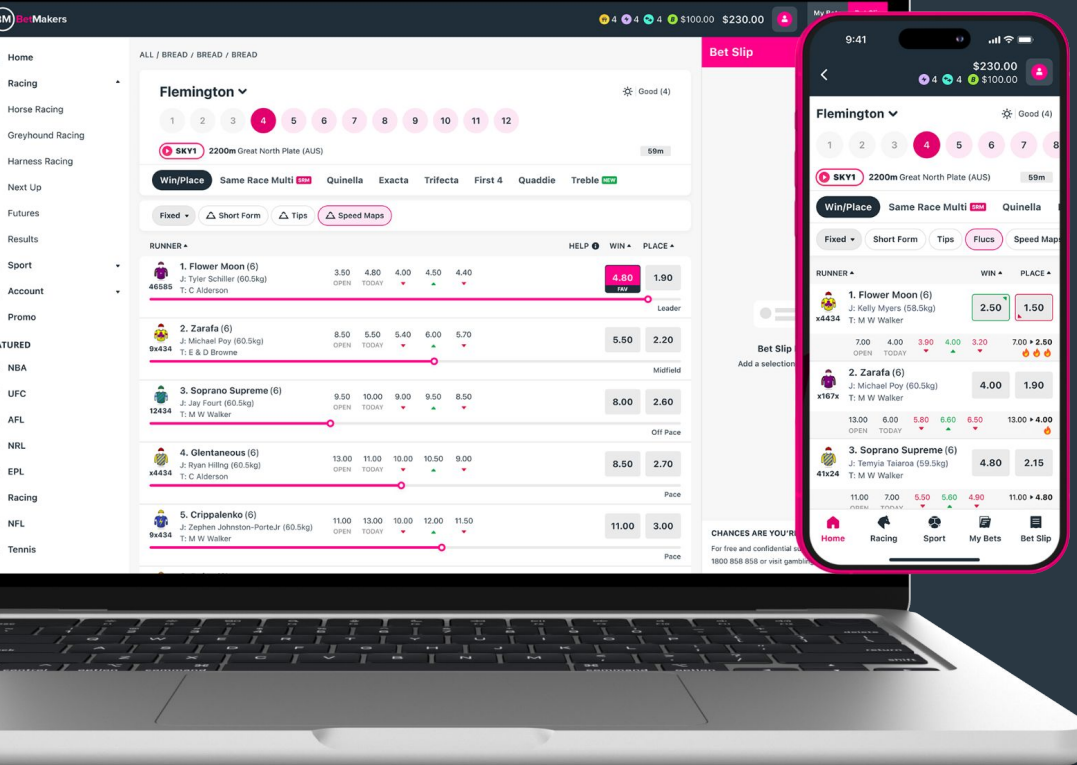 BM BetMakers
4 4 4 $100.00 $230.00
My Bets
Home
Racing
Horse Racing
Greyhound Racing
Harness Racing
Next Up
Futures
Results
Sport
Account
Promo
NBA
UFC
AFL
NRL
EPL
Racing
NFL
Tennis
ALL / BREAD / BREAD / BREAD
Flemington
Good (4)
1 2 3 4 5 6 7 8 9 10 11 12
SKY1 2200m Great North Plate (AUS) 59m
Win/Place Same Race Multi SRM Quinella Exacta Trifecta First 4 Quaddie Treble NEW
Fixed Short Form Tips Speed Maps
RUNNER HELP WIN PLACE
1. Flower Moon (6)
J: Tyler Schiller (60.5kg)
46585 T: C Alderson
3.50 4.80 4.00 4.50 4.40
OPEN TODAY
4.80 1.90
FAV
Leader
2. Zarafa (6)
J: Michael Poy (60.5kg)
9x434 T: E & D Browne
8.50 5.50 5.40 6.00 5.70
OPEN TODAY
5.50 2.20
Midfield
3. Soprano Supreme (6)
J: Jay Fourt (60.5kg)
12434 T: M W Walker
9.50 10.00 9.00 9.50 8.50
OPEN TODAY
8.00 2.60
Off Pace
4. Glentaneous (6)
J: Ryan Hillng (60.5kg)
x4434 T: C Alderson
13.00 11.00 10.00 10.50 9.00
OPEN TODAY
8.50 2.70
Pace
5. Crippalenko (6)
J: Zephen Johnston-PorteJr (60.5kg)
9x434 T: M W Walker
11.00 13.00 10.00 12.00 11.50
OPEN TODAY
11.00 3.00
Pace
Bet Slip
Bet Slip
Add a selection
CHANCES ARE YOU'RE
For free and confidential
1800 858 858 or visit
9:41
$230.00
4 4 $100.00
Flemington
Good (4)
1 2 3 4 5 6 7 8
SKY1 2200m Great North Plate (AUS) 59m
Win/Place Same Race Multi SRM Quinella
Fixed Short Form Tips Flucs Speed Maps
RUNNER WIN PLACE
1. Flower Moon (6)
J: Kelly Myers (58.5kg)
x4434 T: M W Walker
2.50 1.50
7.00 4.00 3.90 4.00 3.20 7.00 2.50
OPEN TODAY
2. Zarafa (6)
J: Michael Poy (60.5kg)
x167x T: M W Walker
4.00 1.90
13.00 6.00 5.80 6.60 6.50 13.00 4.00
OPEN TODAY
3. Soprano Supreme (6)
J: Temyia Taiaroa (59.5kg)
41x24 T: M W Walker
4.80 2.15
11.00 7.00 5.50 5.60 4.90 11.00 4.80
OPEN TODAY
Home Racing Sport My Bets Bet Slip
delete
return
shift
control option command command option